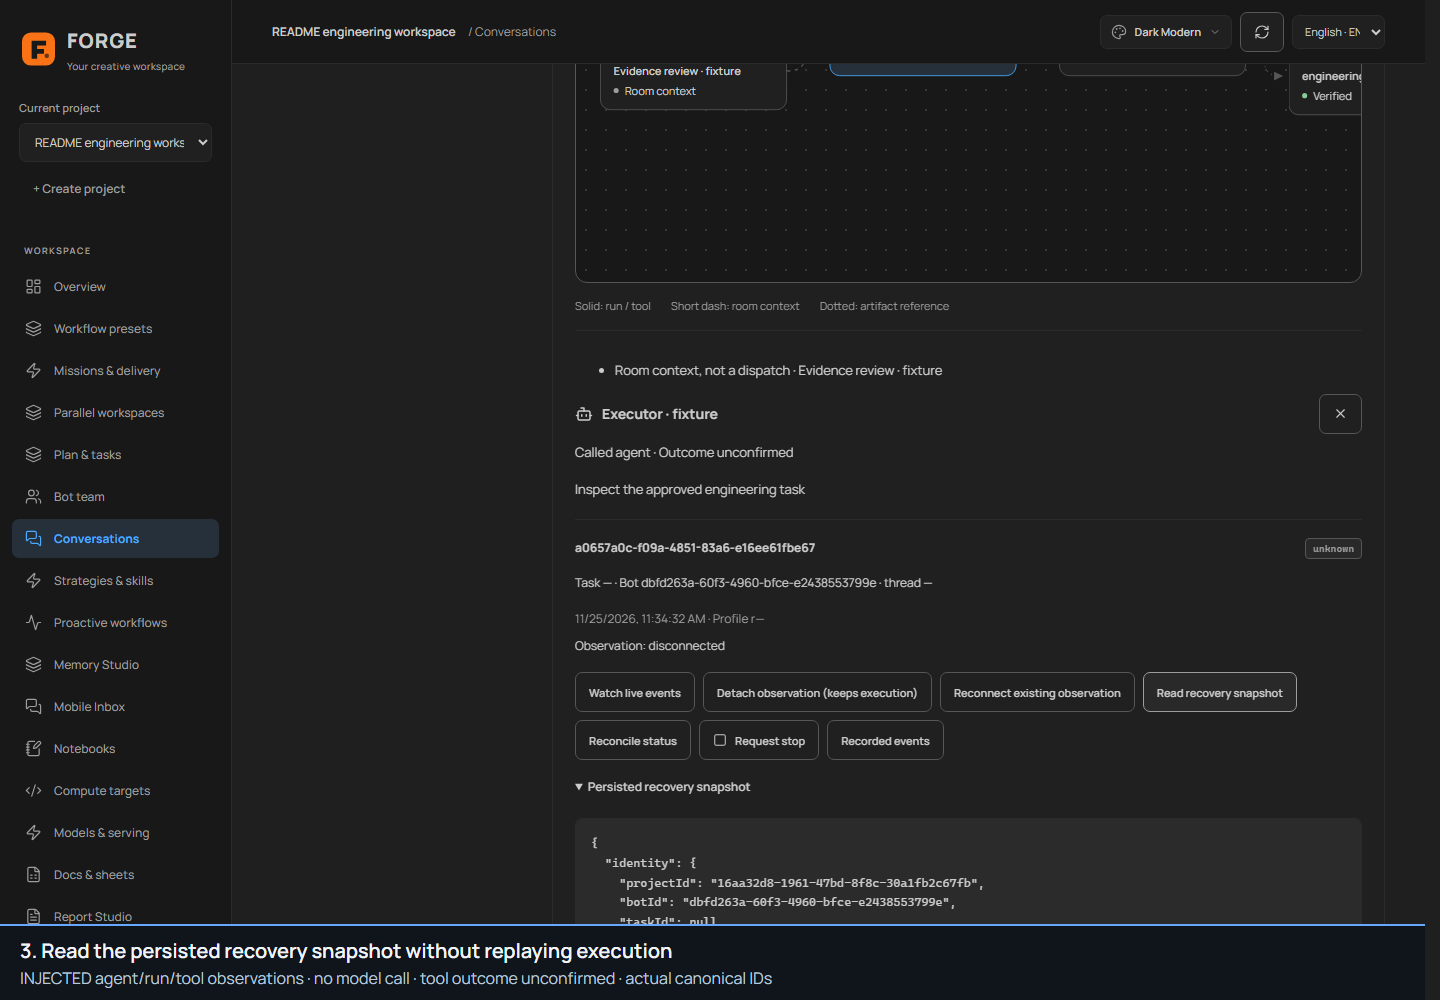 FORGE
Your creative workspace
Current project
README engineering works
+ Create project
WORKSPACE
Overview
Workflow presets
Missions & delivery
Parallel workspaces
Plan & tasks
Bot team
Conversations
Strategies & skills
Proactive workflows
Memory Studio
Mobile Inbox
Notebooks
Compute targets
Models & serving
Docs & sheets
Report Studio
README engineering workspace / Conversations
Dark Modern
English · EN
Evidence review · fixture
Room context
engineering
Verified
Solid: run / tool
Short dash: room context
Dotted: artifact reference
Room context, not a dispatch · Evidence review · fixture
Executor · fixture
Called agent · Outcome unconfirmed
Inspect the approved engineering task
a0657a0c-f09a-4851-83a6-e16ee61fbe67
unknown
Task — · Bot dbfd263a-60f3-4960-bfce-e2438553799e · thread —
11/25/2026, 11:34:32 AM · Profile r—
Observation: disconnected
Watch live events
Detach observation (keeps execution)
Reconnect existing observation
Read recovery snapshot
Reconcile status
Request stop
Recorded events
Persisted recovery snapshot
{
"identity": {
"projectId": "16aa32d8-1961-47bd-8f8c-30a1fb2c67fb",
"botId": "dbfd263a-60f3-4960-bfce-e2438553799e",
"taskId": null
3. Read the persisted recovery snapshot without replaying execution
INJECTED agent/run/tool observations · no model call · tool outcome unconfirmed · actual canonical IDs